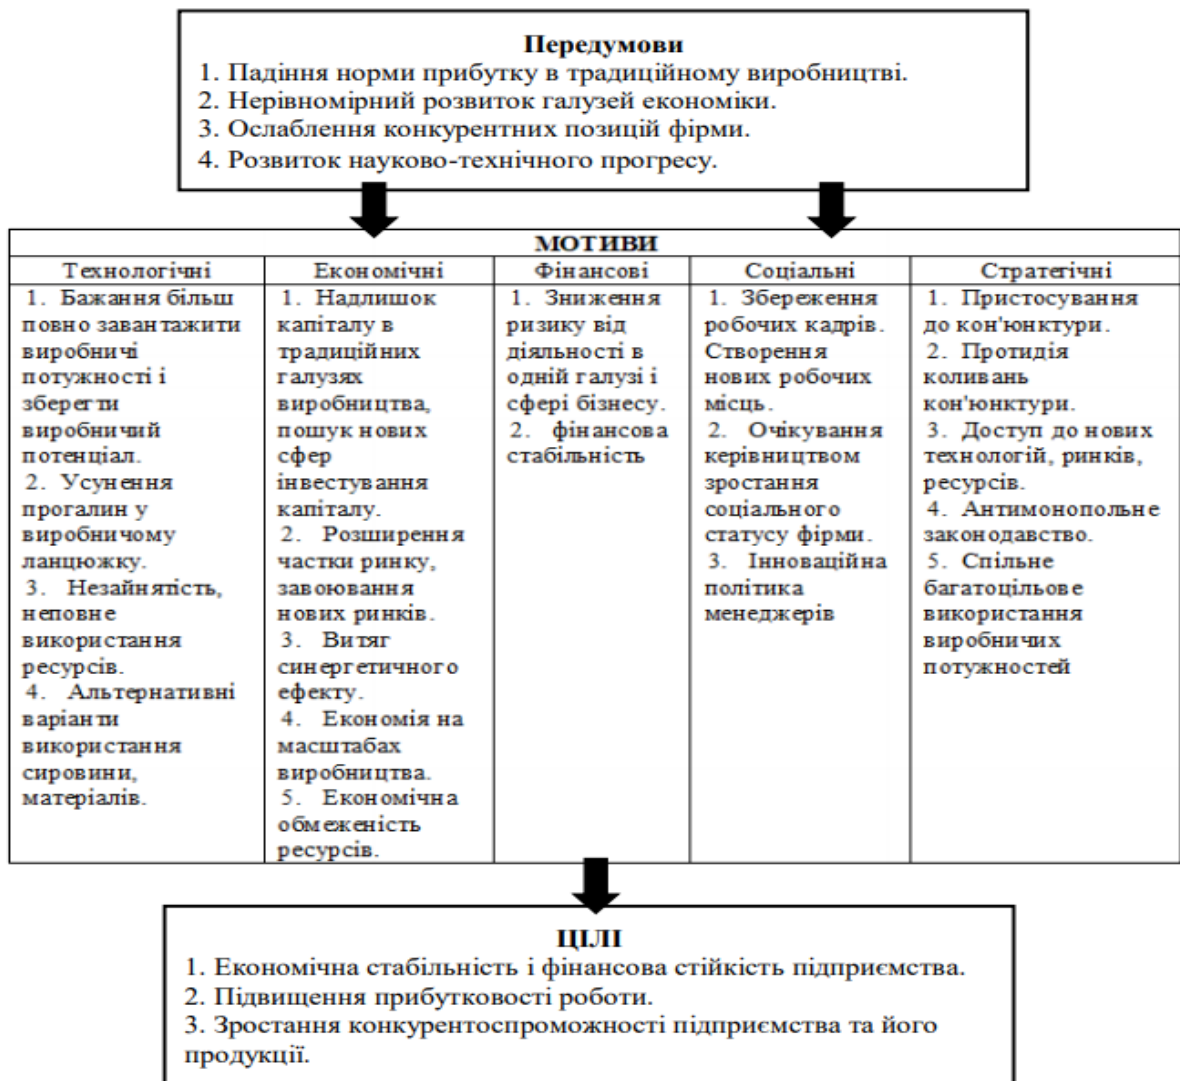 Передумови
1. Падіння норми прибутку в традиційному виробництві.
2. Нерівномірний розвиток галузей економіки.
3. Ослаблення конкурентних позицій фірми.
4. Розвиток науково-технічного прогресу.
МОТИВИ
Технологічні
1. Бажання більш
повно завантажити
виробничі
потужності і
зберегти
виробничий
потенціал.
2. Усунення
прогалин у
виробничому
ланцюжку.
3. Незайнятість,
неповне
використання
ресурсів.
4. Альтернативні
варіанти
використання
сировини,
матеріалів.
Економічні
1. Надлишок
капіталу в
традиційних
галузях
виробництва,
пошук нових
сфер
інвестування
капіталу.
2. Розширення
частки ринку,
завоювання
нових ринків.
3. Витяг
синергетичного
ефекту.
4. Економія на
масштабах
виробництва.
5. Економічна
обмеженість
ресурсів.
Фінансові
1. Зниження
ризику від
діяльності в
одній галузі і
сфері бізнесу.
2. фінансова
стабільність
Соціальні
1. Збереження
робочих кадрів.
Створення
нових робочих
місць.
2. Очікування
керівництвом
зростання
соціального
статусу фірми.
3. Інноваційна
політика
менеджерів
Стратегічні
1. Пристосування
до кон'юнктури.
2. Протидія
коливань
кон'юнктури.
3. Доступ до нових
технологій, ринків,
ресурсів.
4. Антимонопольне
законодавство.
5. Спільне
багатоцільове
використання
виробничих
потужностей
ЦІЛІ
1. Економічна стабільність і фінансова стійкість підприємства.
2. Підвищення прибутковості роботи.
3. Зростання конкурентоспроможності підприємства та його
продукції.